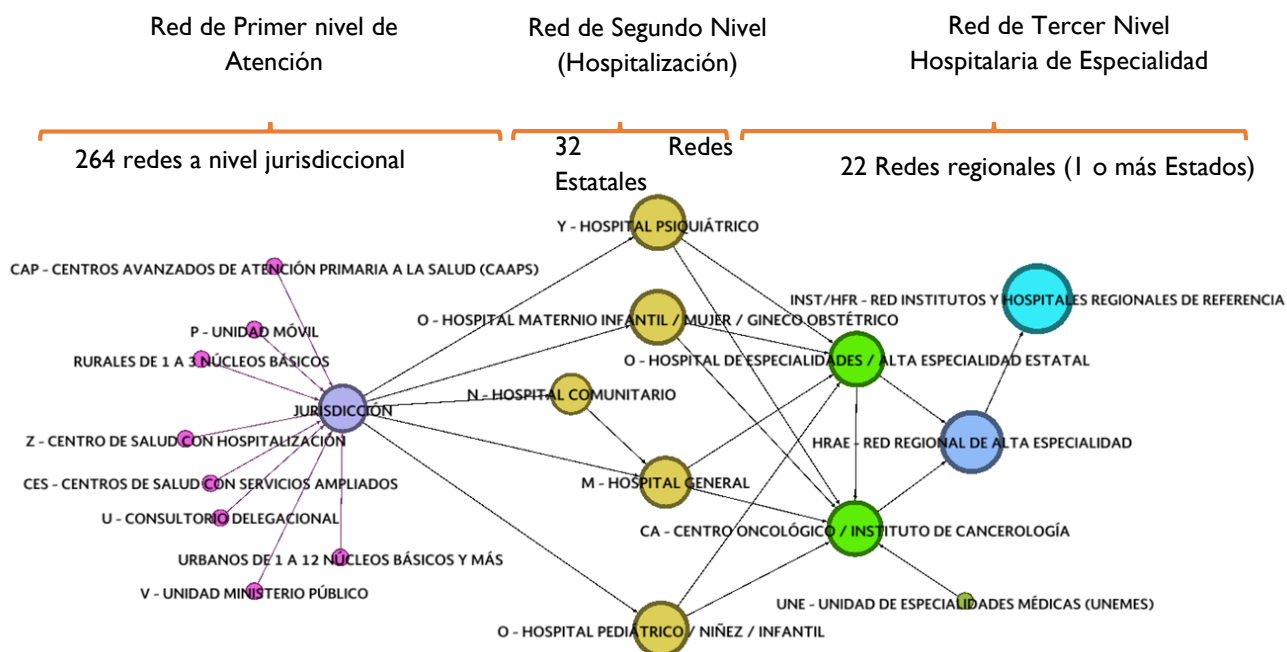 Red de Primer nivel de
Atención
Red de Segundo Nivel
(Hospitalización)
Red de Tercer Nivel
Hospitalaria de Especialidad
264 redes a nivel jurisdiccional
32 Redes
Estatales
22 Redes regionales (1 o más Estados)
Y - HOSPITAL PSIQUIÁTRICO
CAP - CENTROS AVANZADOS DE ATENCIÓN PRIMARIA A LA SALUD (CAAPS)
INST/HFR - RED INSTITUTOS Y HOSPITALES REGIONALES DE REFERENCIA
O - HOSPITAL MATERNIO INFANTIL / MUJER / GINECO OBSTÉTRICO
P - UNIDAD MÓVIL
RURALES DE 1 A 3 NÚCLEOS BÁSICOS
O - HOSPITAL DE ESPECIALIDADES / ALTA ESPECIALIDAD ESTATAL
N - HOSPITAL COMUNITARIO
JURISDICCIÓN
Z - CENTRO DE SALUD CON HOSPITALIZACIÓN
HRAE - RED REGIONAL DE ALTA ESPECIALIDAD
CES - CENTROS DE SALUD CON SERVICIOS AMPLIADOS
M - HOSPITAL GENERAL
U - CONSULTORIO DELEGACIONAL
CA - CENTRO ONCOLÓGICO / INSTITUTO DE CANCEROLOGÍA
URBANOS DE 1 A 12 NÚCLEOS BÁSICOS Y MÁS
V - UNIDAD MINISTERIO PÚBLICO
UNE - UNIDAD DE ESPECIALIDADES MÉDICAS (UNEMES)
O - HOSPITAL PEDIÁTRICO / NIÑEZ / INFANTIL